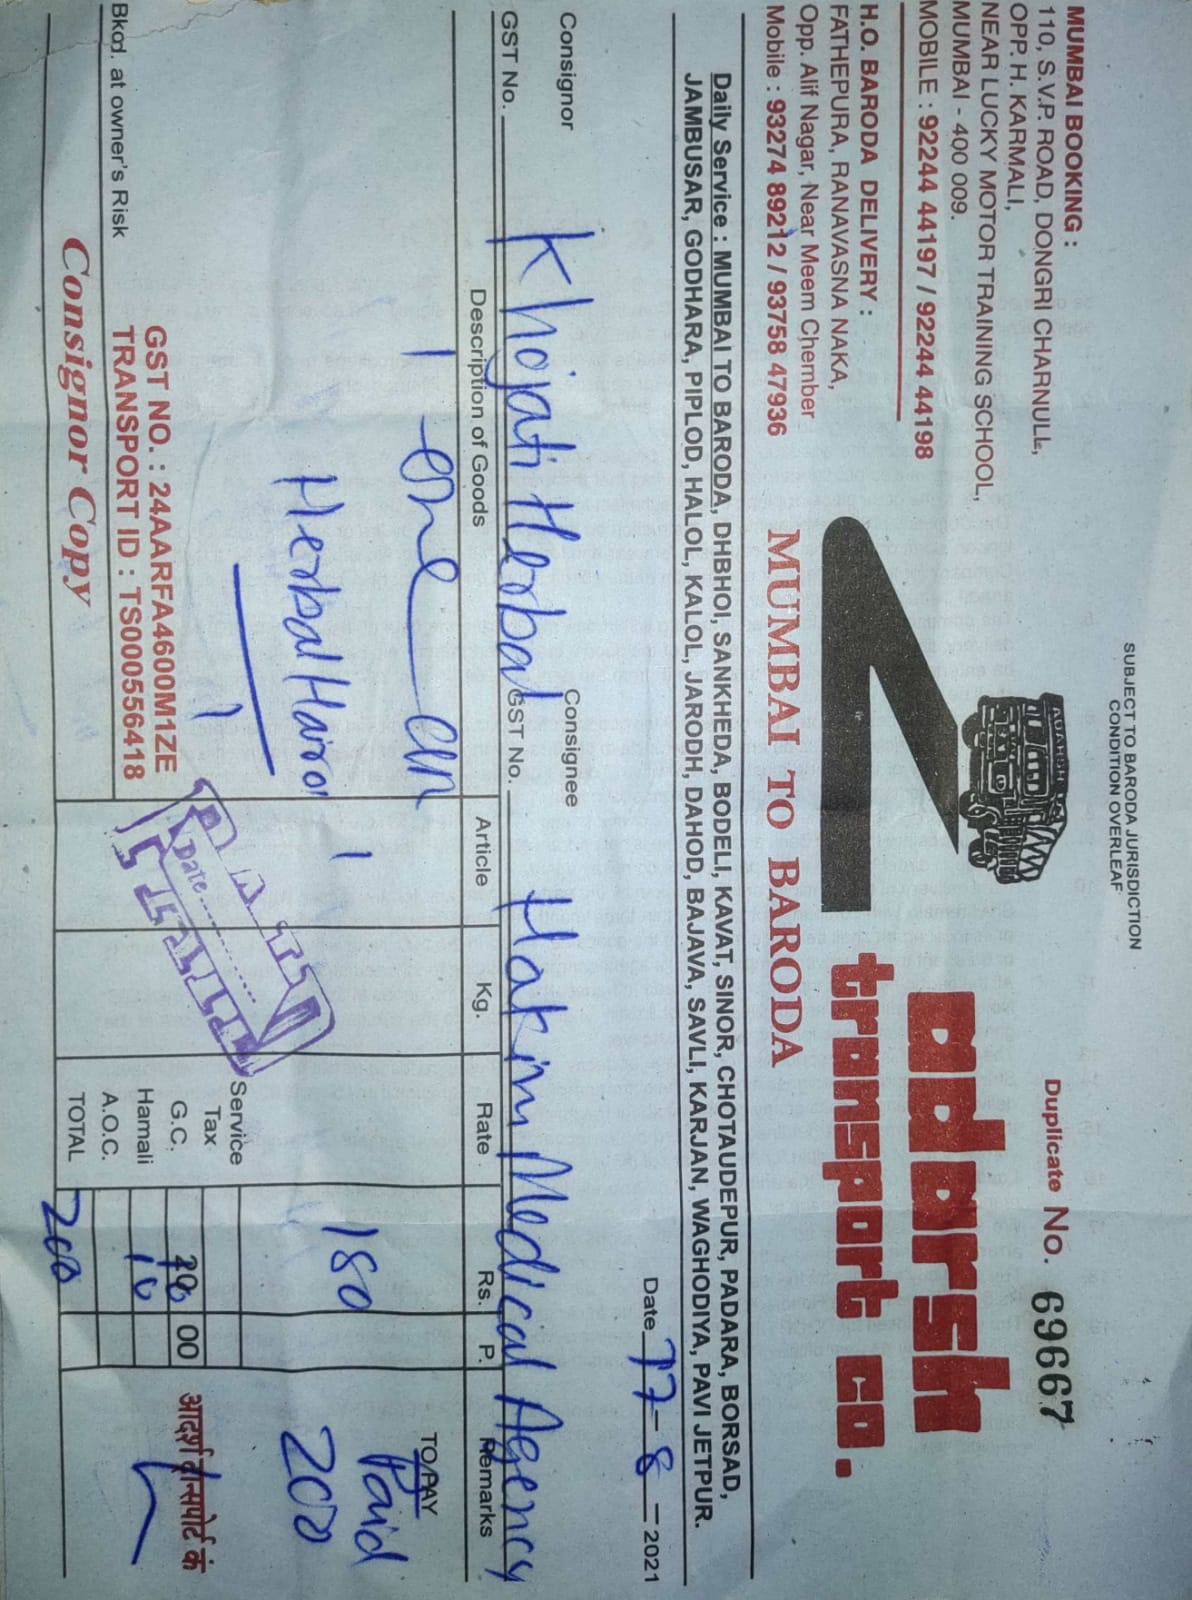 SUBJECT TO BARODA JURISDICTION
CONDITION OVERLEAF
MUMBAI BOOKING :
110, S.V.P. ROAD, DONGRI CHARNULL,
OPP. H. KARMALI,
NEAR LUCKY MOTOR TRAINING SCHOOL,
MUMBAI - 400 009.
MOBILE : 92244 44197 / 92244 44198
H.O. BARODA DELIVERY :
FATHEPURA, RANAVASNA NAKA,
Opp. Alif Nagar, Near Meem Chember
Mobile : 93274 89212 / 93758 47936
Duplicate No. 69667
adarsh
transport co.
MUMBAI TO BARODA
Date 17-8-2021
Daily Service : MUMBAI TO BARODA, DHBHOI, SANKHEDA, BODELI, KAVAT, SINOR, CHOTAUDEPUR, PADARA, BORSAD,
JAMBUSAR, GODHARA, PIPLOD, HALOL, KALOL, JARODH, DAHOD, BAJAVA, SAVLI, KARJAN, WAGHODIYA, PAVI JETPUR.
Consignor Khojati Herbal Consignee Hakim Medical Agency
GST No. GST No.
Description of Goods Article Kg. Rate Rs. P. Remarks
1 one 1 180 TO PAY
Herbal Paid
200
Service
Tax
G.C. 00
Hamali 10
A.O.C.
TOTAL 200
Date
आदर्श ट्रान्सपोर्ट कं
GST NO. : 24AARFA4600M1ZE
TRANSPORT ID : TS000556418
Bkod. at owner's Risk
Consignor Copy